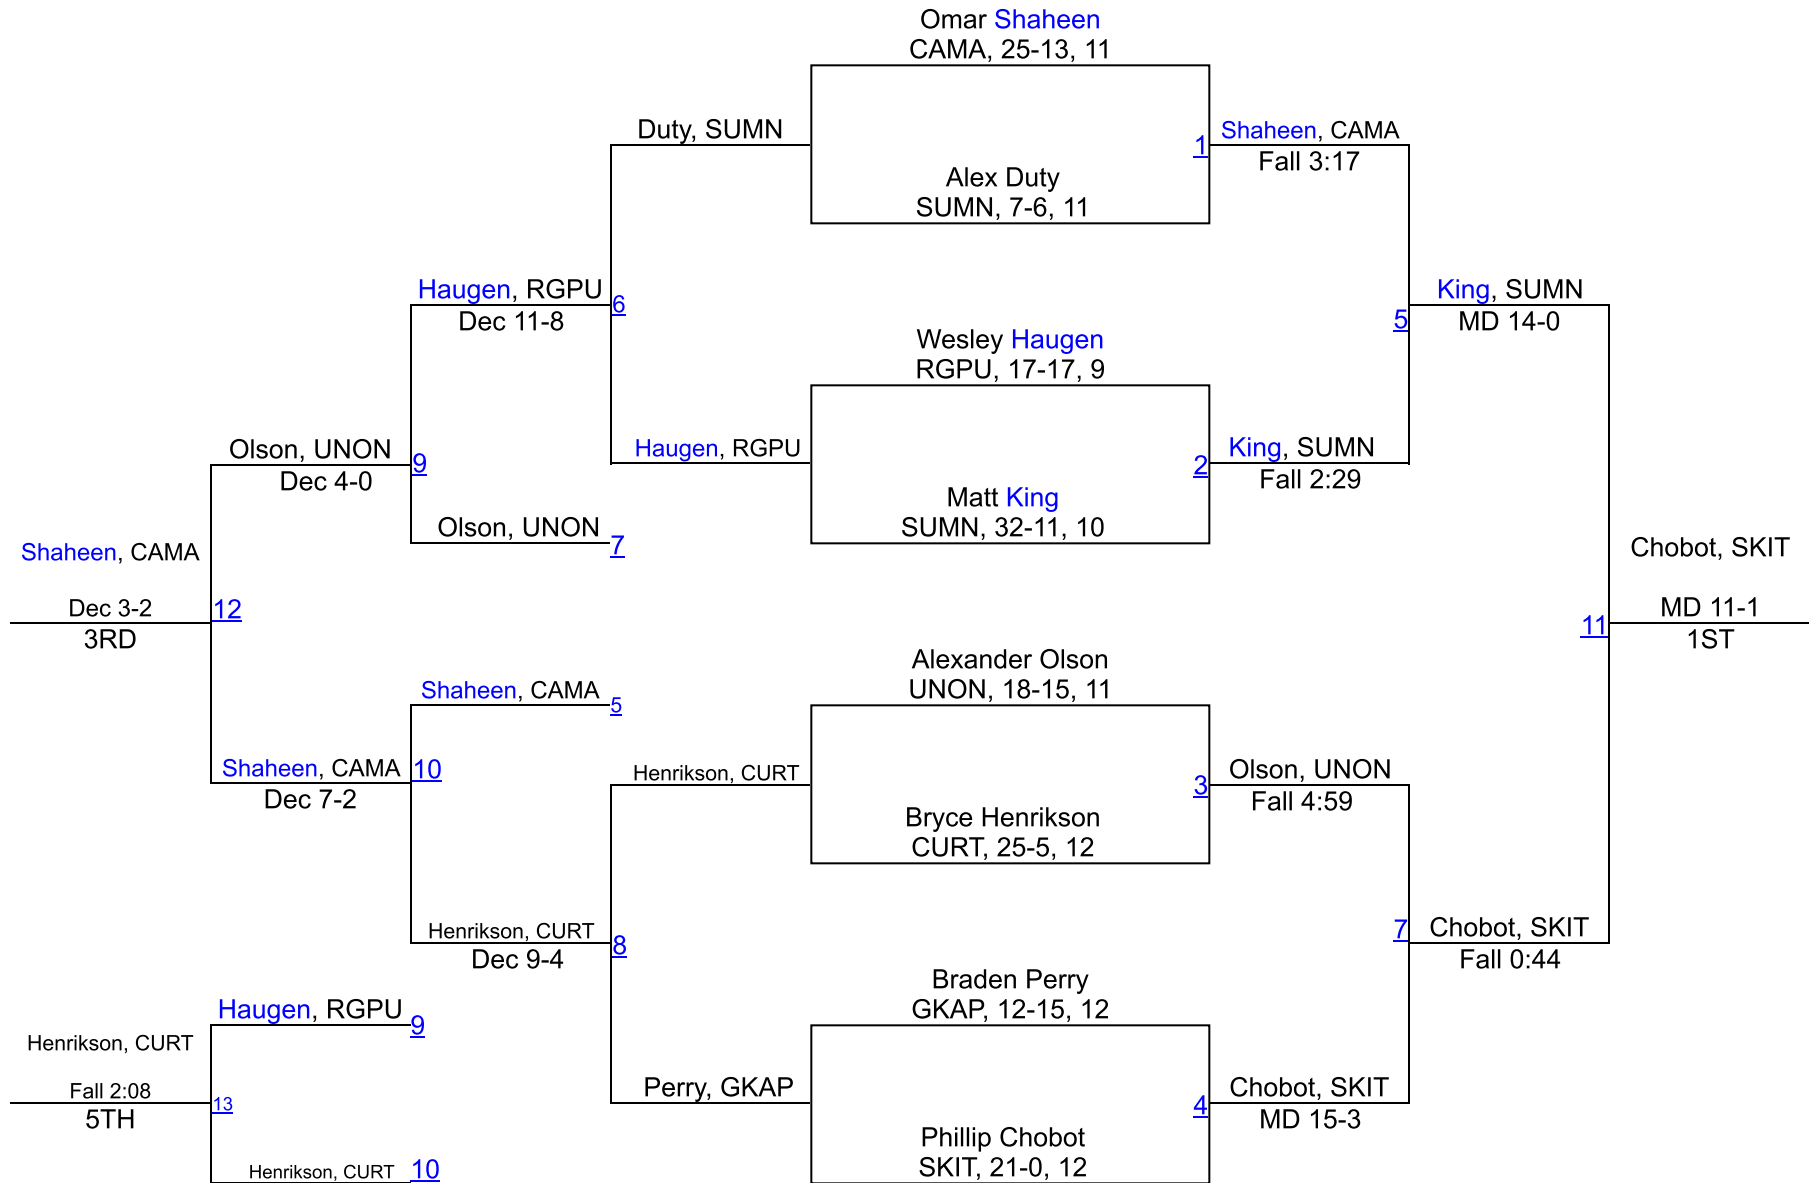 Omar Shaheen
CAMA, 25-13, 11
Duty, SUMN
1
Shaheen, CAMA
Fall 3:17
Alex Duty
SUMN, 7-6, 11
Haugen, RGPU
Dec 11-8
6
King, SUMN
MD 14-0
5
Wesley Haugen
RGPU, 17-17, 9
Olson, UNON
Dec 4-0
9
Haugen, RGPU
2
King, SUMN
Fall 2:29
Matt King
SUMN, 32-11, 10
Olson, UNON
7
Shaheen, CAMA
Dec 3-2
3RD
12
Chobot, SKIT
MD 11-1
1ST
11
Alexander Olson
UNON, 18-15, 11
Shaheen, CAMA
5
Shaheen, CAMA
Dec 7-2
10
Henrikson, CURT
3
Olson, UNON
Fall 4:59
Bryce Henrikson
CURT, 25-5, 12
Henrikson, CURT
Dec 9-4
8
7
Chobot, SKIT
Fall 0:44
Braden Perry
GKAP, 12-15, 12
Haugen, RGPU
9
Henrikson, CURT
Fall 2:08
5TH
13
Perry, GKAP
4
Chobot, SKIT
MD 15-3
Phillip Chobot
SKIT, 21-0, 12
Henrikson, CURT
10